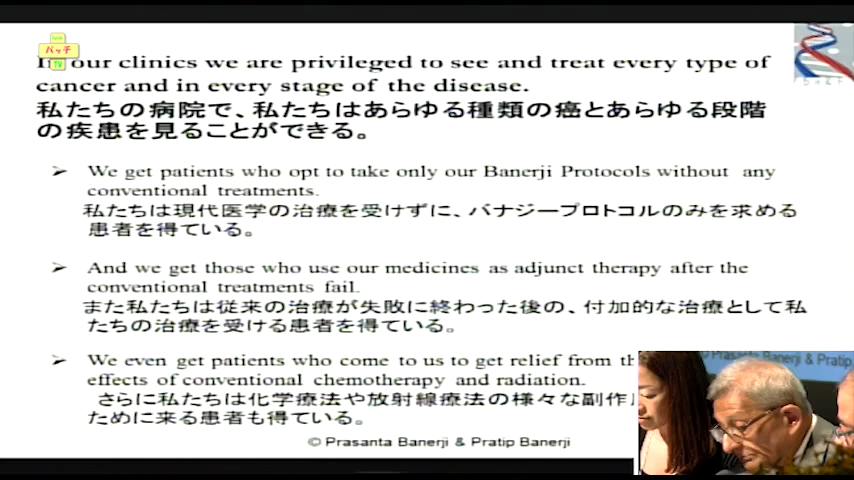 バッチ
TV
In our clinics we are privileged to see and treat every type of
cancer and in every stage of the disease.
私たちの病院で、私たちはあらゆる種類の癌とあらゆる段階
の疾患を見ることができる。
➢ We get patients who opt to take only our Banerji Protocols without any
conventional treatments.
私たちは現代医学の治療を受けずに、バナジープロトコルのみを求める
患者を得ている。
➢ And we get those who use our medicines as adjunct therapy after the
conventional treatments fail.
また私たちは従来の治療が失敗に終わった後の、付加的な治療として私
たちの治療を受ける患者を得ている。
➢ We even get patients who come to us to get relief from
effects of conventional chemotherapy and radiation.
さらに私たちは化学療法や放射線療法の様々な副作
ために来る患者も得ている。
© Prasanta Banerji & Pratip Banerji
Prasanta Banerji & Pratip